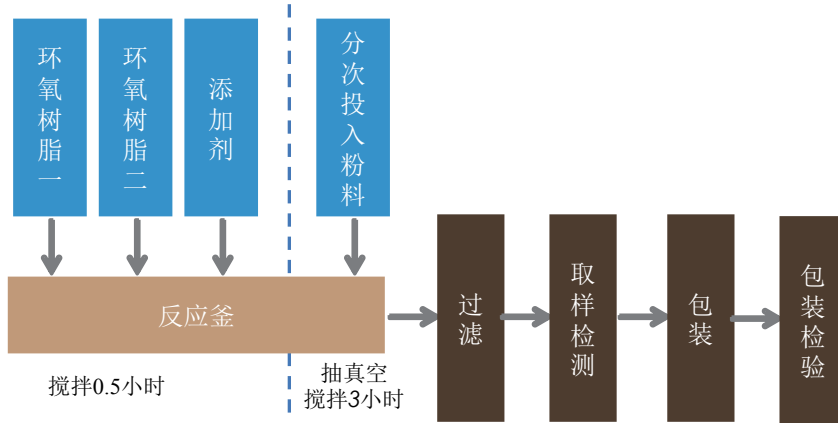 环氧树脂一
环氧树脂二
添加剂
分次投入粉料
反应釜
搅拌0.5小时
抽真空
搅拌3小时
过滤
取样检测
包装
包装检验